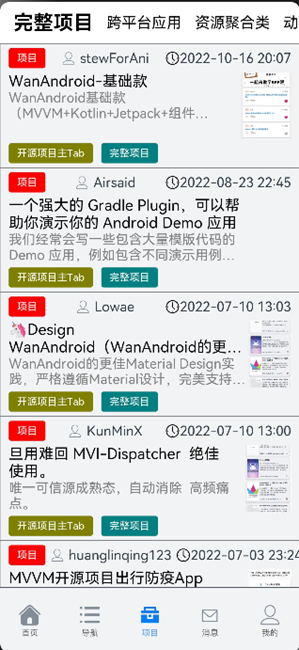 完整项目 跨平台应用 资源聚合类 动
项目 stewForAni 2022-10-16 20:07
WanAndroid-基础款
WanAndroid基础款
（MVVM+Kotlin+Jetpack+组件...
开源项目主Tab 完整项目
项目 Airsaid 2022-08-23 22:45
一个强大的 Gradle Plugin，可以帮
助你演示你的 Android Demo 应用
我们经常会写一些包含大量模版代码的
Demo 应用，例如包含不同演示用例...
开源项目主Tab 完整项目
项目 Lowae 2022-07-10 13:03
🦄Design
WanAndroid（WanAndroid的更...
WanAndroid的更佳Material Design实
践，严格遵循Material设计，完美支持...
开源项目主Tab 完整项目
项目 KunMinX 2022-07-10 13:00
旦用难回 MVI-Dispatcher 绝佳
使用。
唯一可信源成熟态，自动消除 高频痛
点。
开源项目主Tab 完整项目
项目 huanglinqing123 2022-07-03 23:24
MVVM开源项目出行防疫App
首页 导航 项目 消息 我的